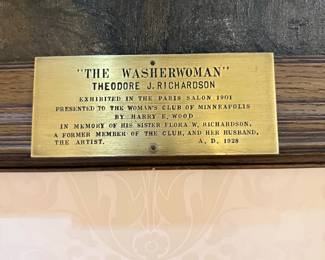 "THE WASHERWOMAN"
THEODORE J. RICHARDSON
EXHIBITED IN THE PARIS SALON 1901
PRESENTED TO THE WOMAN'S CLUB OF MINNEAPOLIS
BY HARRY E. WOOD
IN MEMORY OF HIS SISTER FLORA W. RICHARDSON,
A FORMER MEMBER OF THE CLUB, AND HER HUSBAND,
THE ARTIST. A. D. 1928